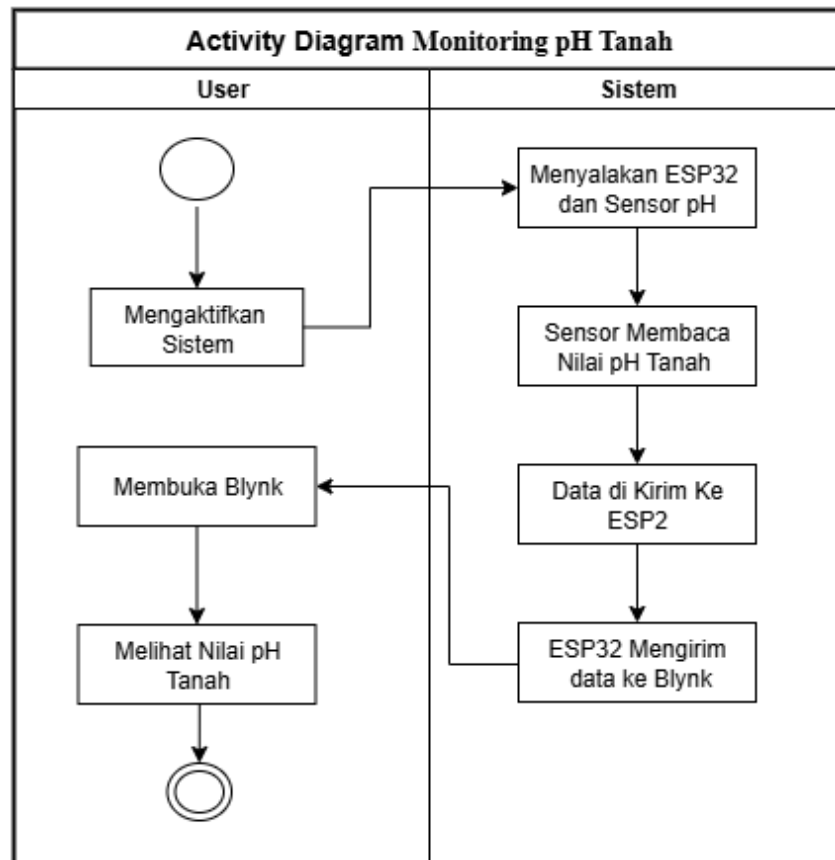 Activity Diagram Monitoring pH Tanah
User
Sistem
Mengaktifkan
Sistem
Menyalakan ESP32
dan Sensor pH
Sensor Membaca
Nilai pH Tanah
Data di Kirim Ke
ESP2
ESP32 Mengirim
data ke Blynk
Membuka Blynk
Melihat Nilai pH
Tanah